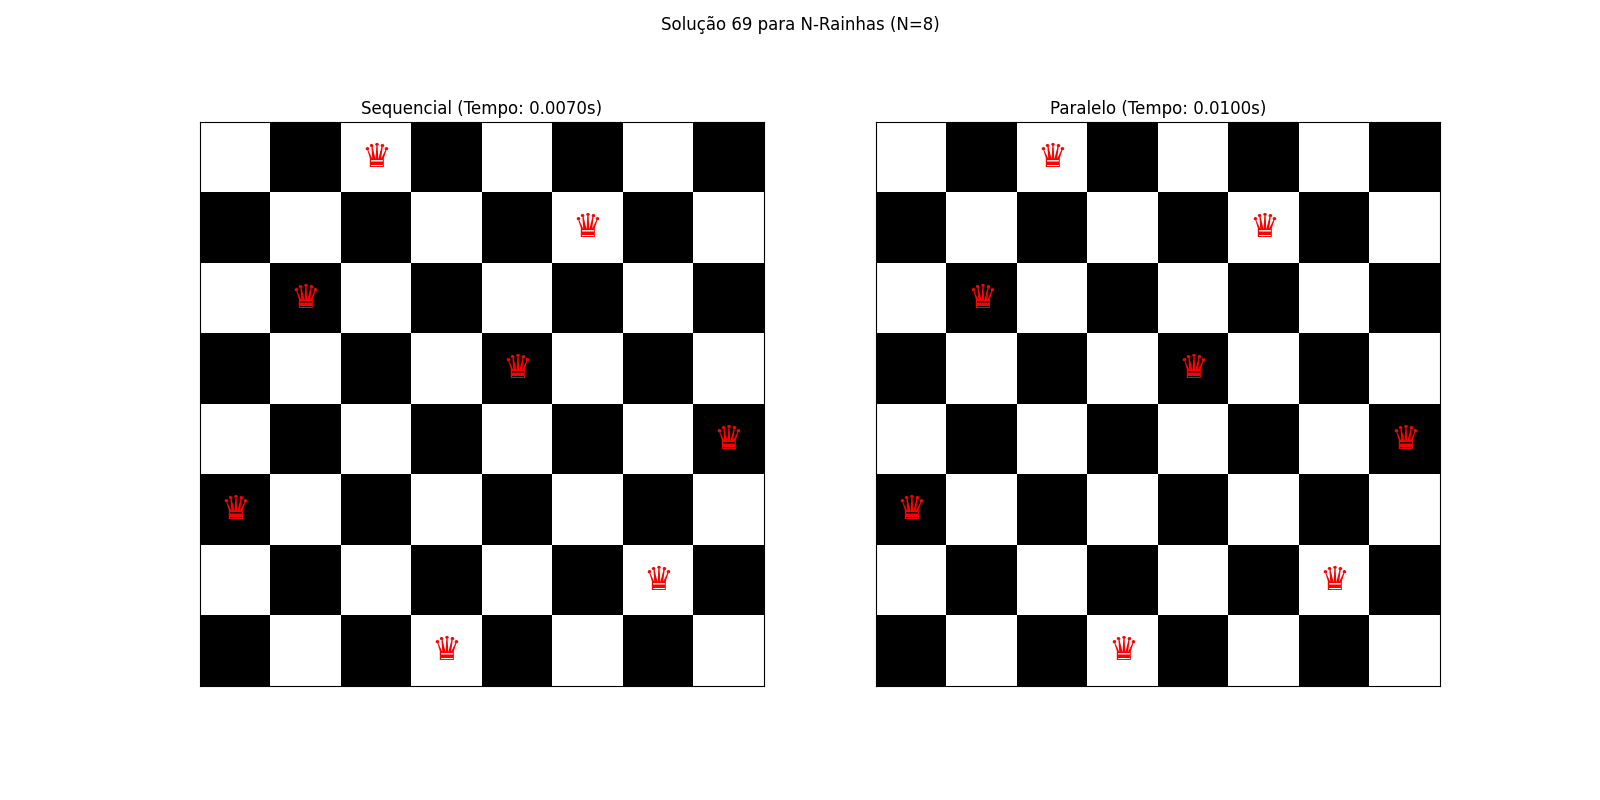 Solução 69 para N-Rainhas (N=8)
Sequencial (Tempo: 0.0070s)
Paralelo (Tempo: 0.0100s)